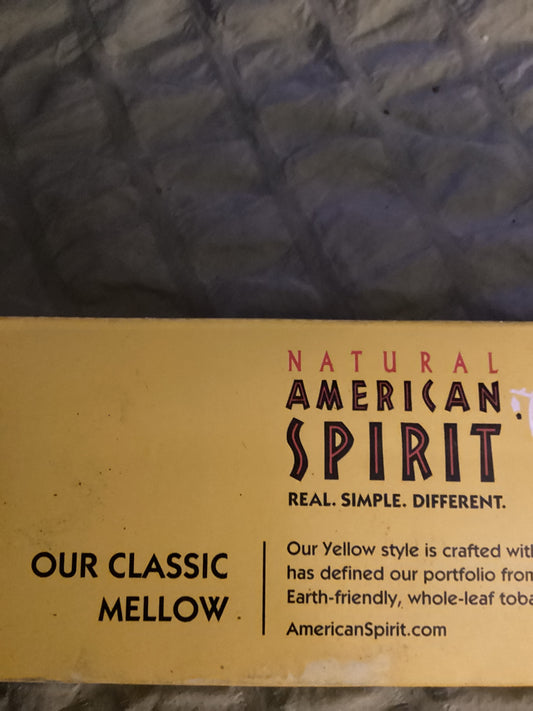 NATURAL
AMERICAN
SPIRIT
REAL. SIMPLE. DIFFERENT.
OUR CLASSIC
MELLOW
Our Yellow style is crafted with
has defined our portfolio from
Earth-friendly, whole-leaf toba
AmericanSpirit.com